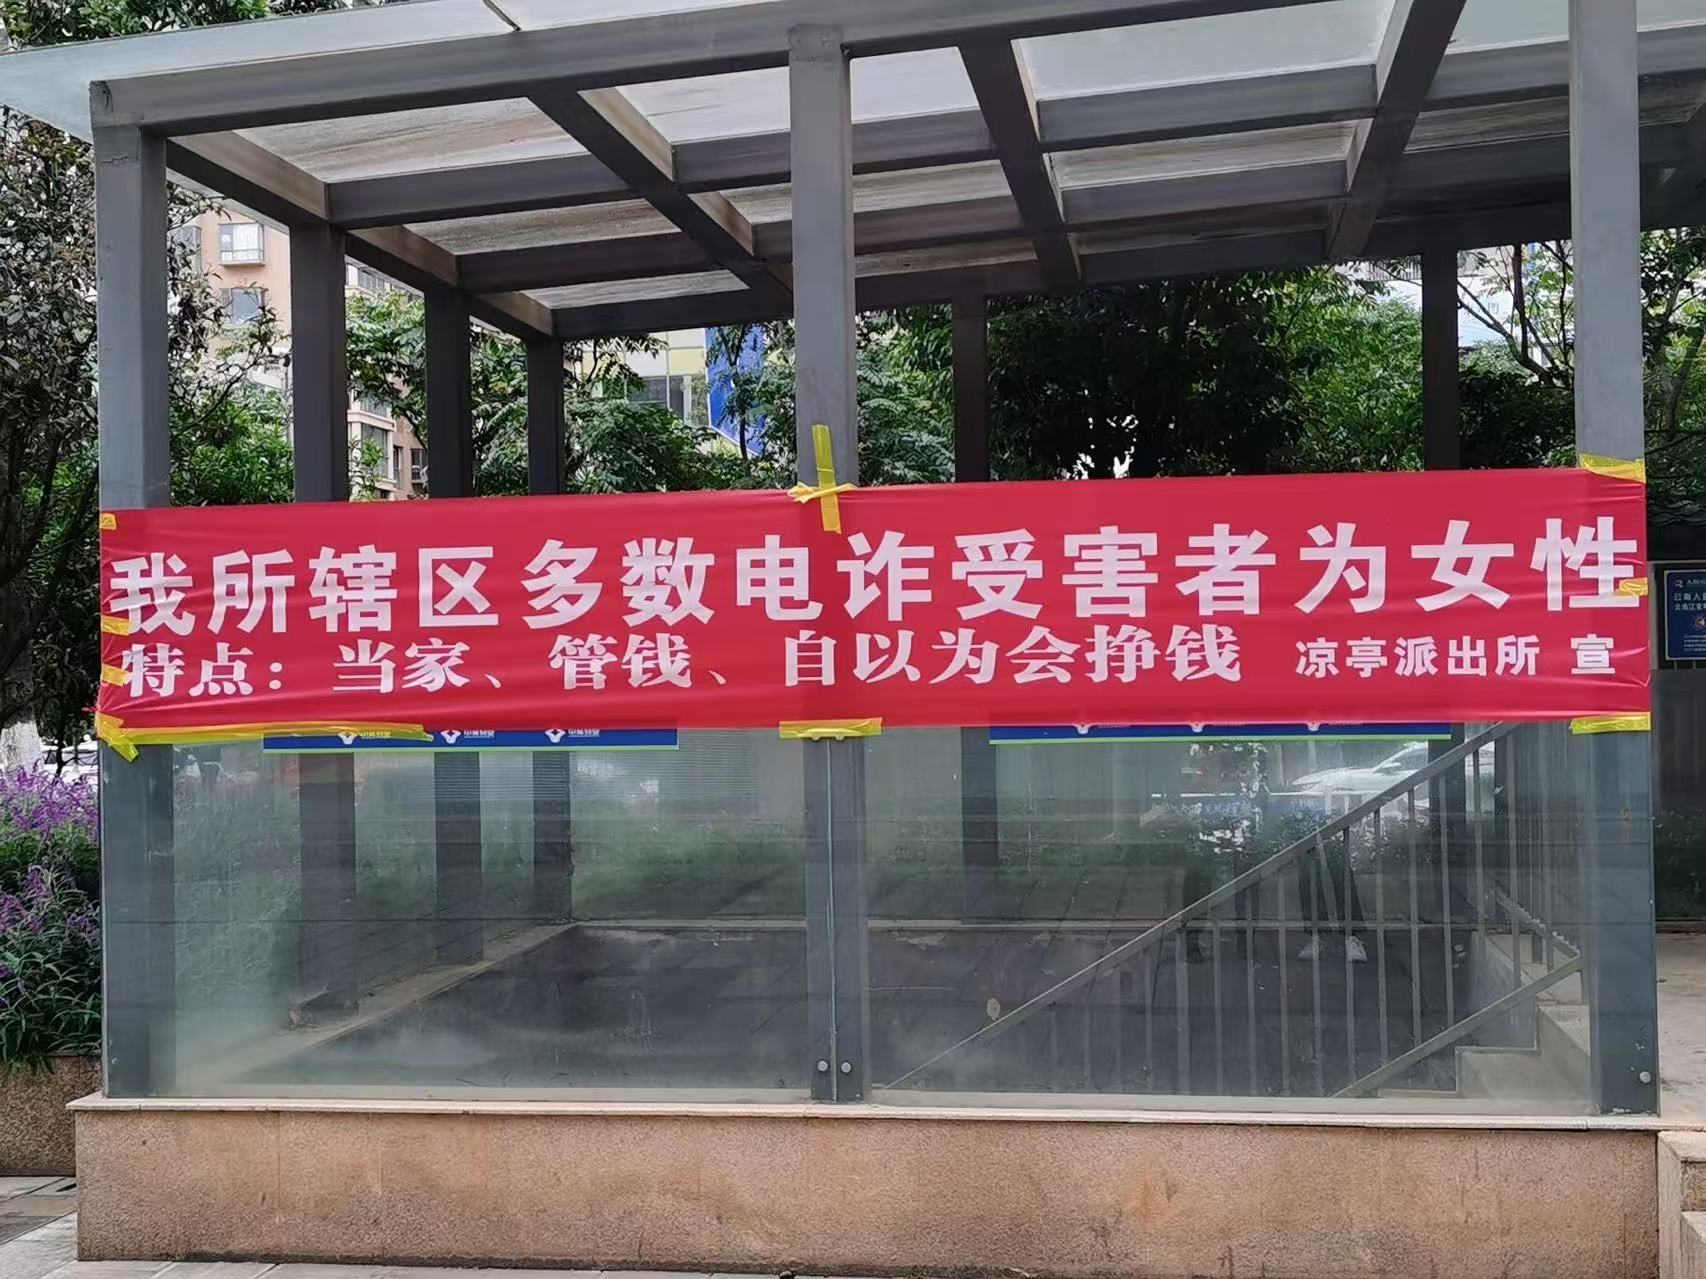 我所辖区多数电诈受害者为女性
特点：当家、管钱、自以为会挣钱 凉亭派出所 宣